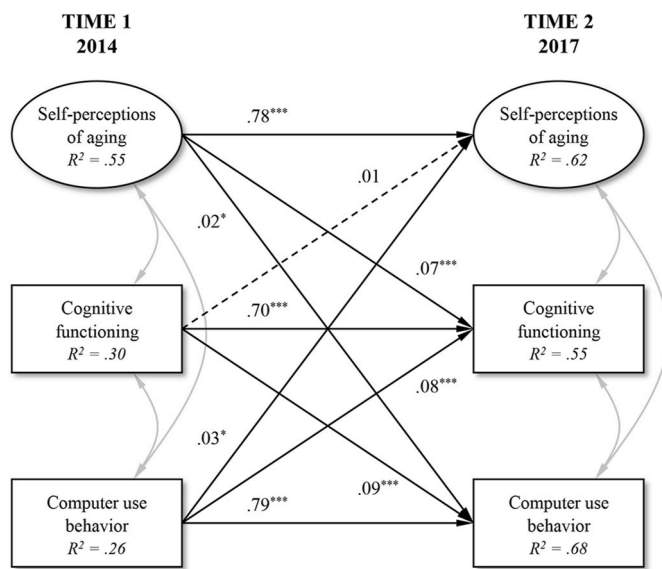 TIME 1
2014
TIME 2
2017
Self-perceptions
of aging
R² = .55
.78***
Self-perceptions
of aging
R² = .62
.01
.02*
.07***
Cognitive
functioning
R² = .30
.70***
Cognitive
functioning
R² = .55
.08***
.03*
.09***
Computer use
behavior
R² = .26
.79***
Computer use
behavior
R² = .68